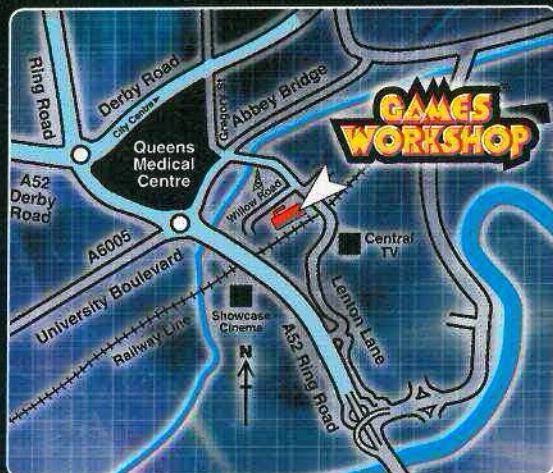 Ring Road
Derby Road
City Centre
Gregory St
Abbey Bridge
GAMES
WORKSHOP
Queens
Medical
Centre
A52
Derby
Road
Willow Road
A6005
University Boulevard
Central
TV
Lenton Lane
Railway Line
Showcase
Cinema
A52 Ring Road
N